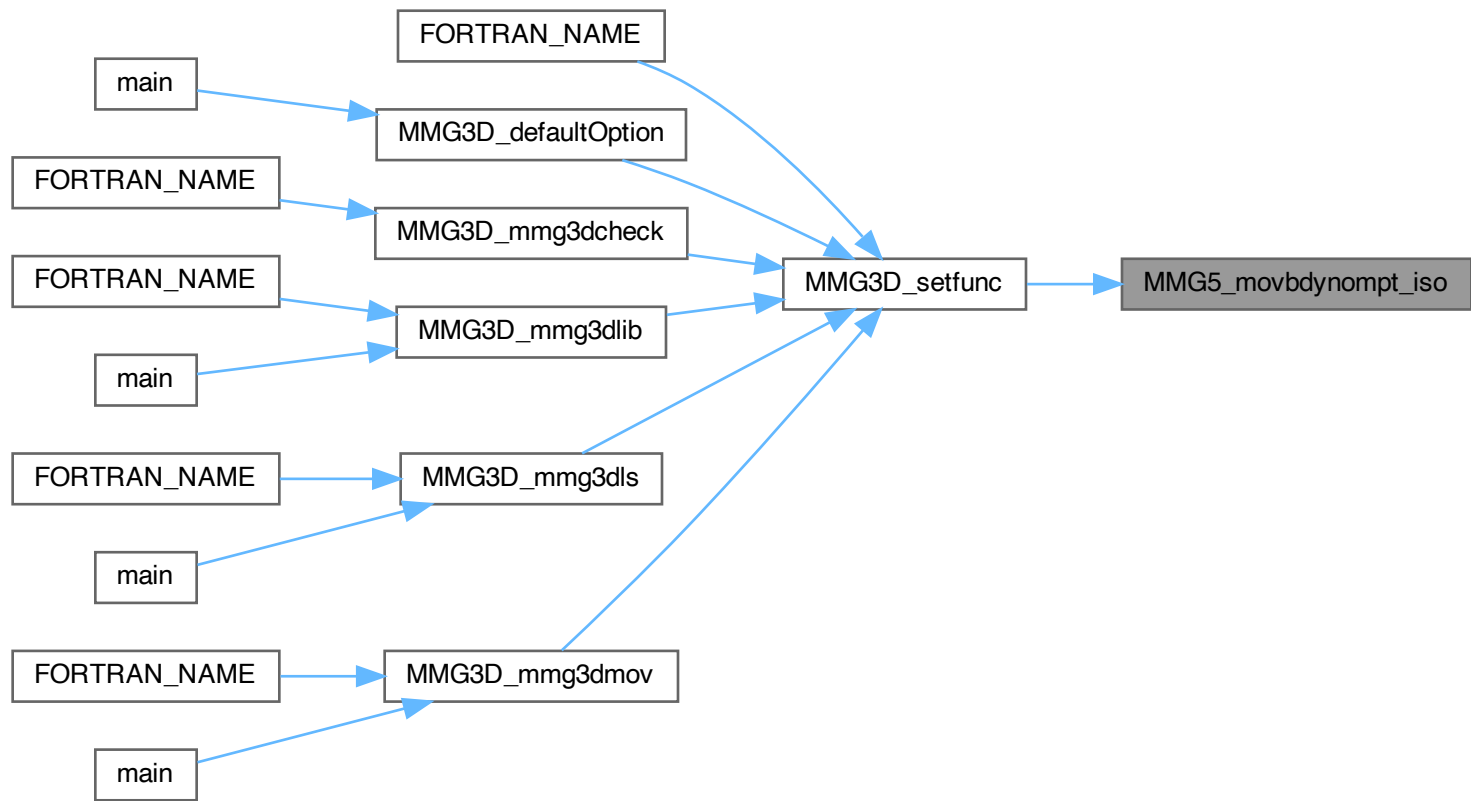 FORTRAN_NAME
main
MMG3D_defaultOption
FORTRAN_NAME
MMG3D_mmg3dcheck
FORTRAN_NAME
MMG3D_setfunc
MMG5_movbdynompt_iso
MMG3D_mmg3dlib
main
FORTRAN_NAME
MMG3D_mmg3dls
main
FORTRAN_NAME
MMG3D_mmg3dmov
main